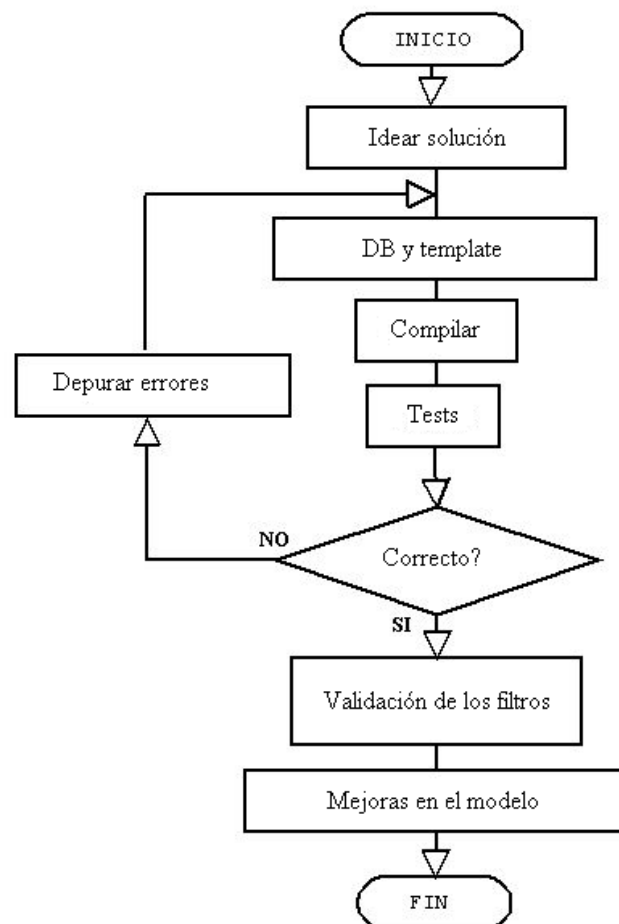 INICIO
Idear solución
DB y template
Compilar
Depurar errores
Tests
NO
Correcto?
SI
Validación de los filtros
Mejoras en el modelo
FIN